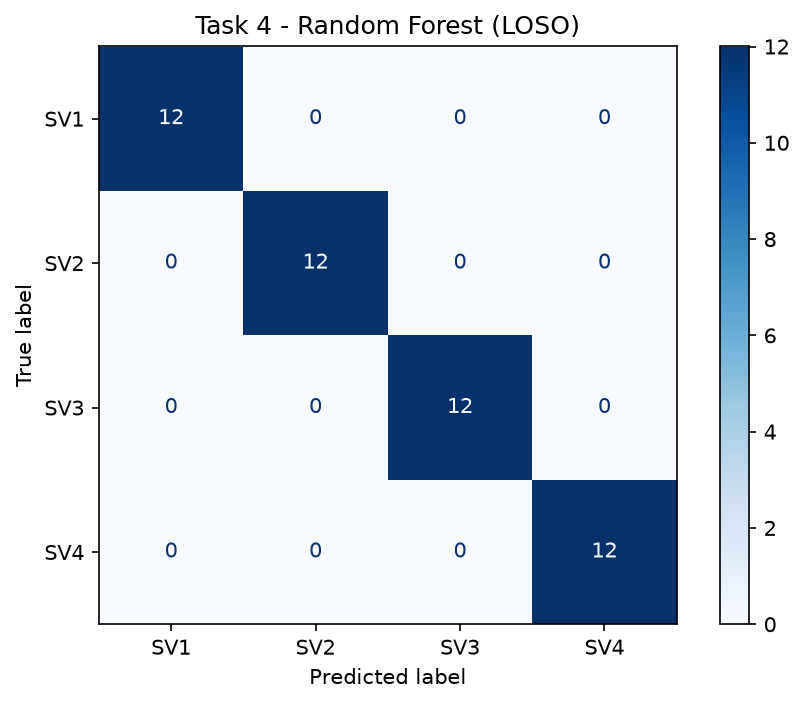 Task 4 - Random Forest (LOSO)
SV1 12 0 0 0
SV2 0 12 0 0
SV3 0 0 12 0
SV4 0 0 0 12
SV1 SV2 SV3 SV4
Predicted label
True label
12
10
8
6
4
2
0